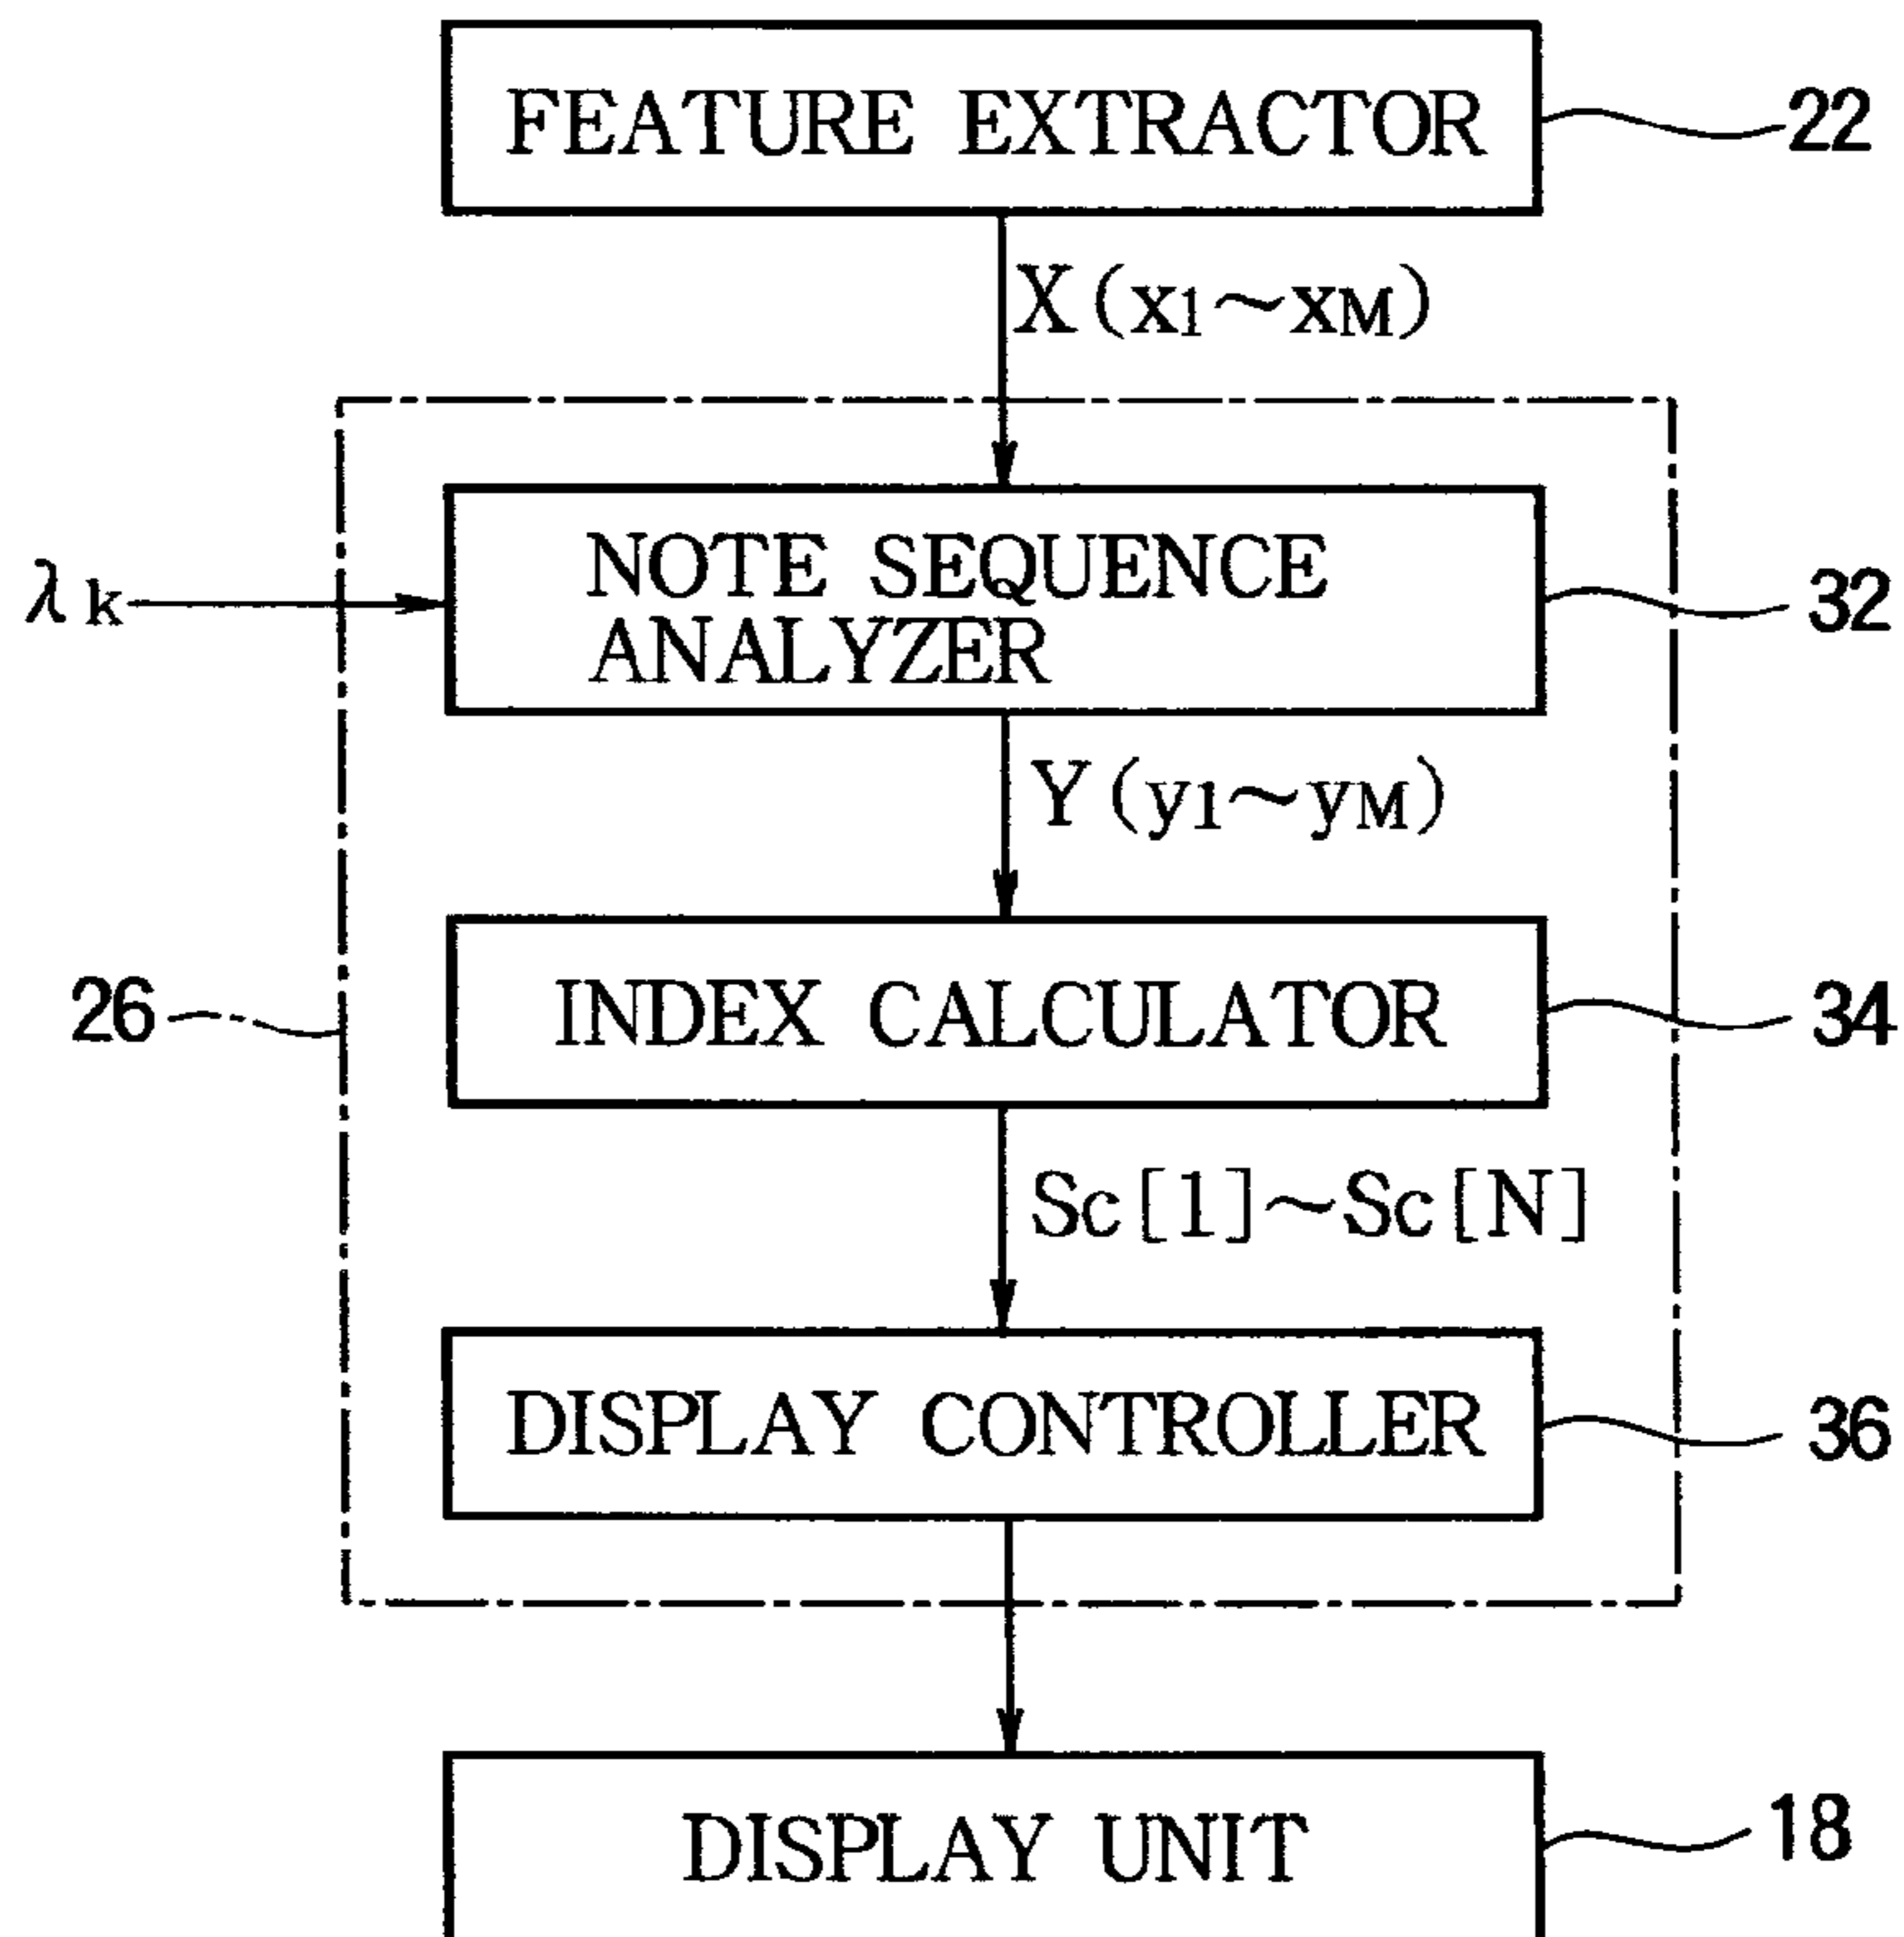 FEATURE EXTRACTOR
22
X(x1~xM)
NOTE SEQUENCE
ANALYZER
λk
32
Y(y1~yM)
26
INDEX CALCULATOR
34
Sc[1]~Sc[N]
DISPLAY CONTROLLER
36
DISPLAY UNIT
18